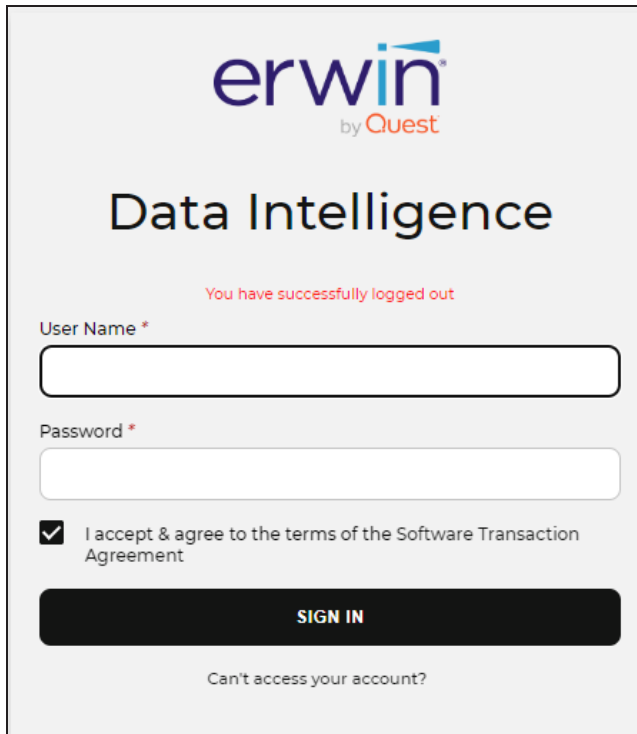 erwin®
by Quest
Data Intelligence
You have successfully logged out
User Name *
Password *
I accept & agree to the terms of the Software Transaction
Agreement
SIGN IN
Can't access your account?